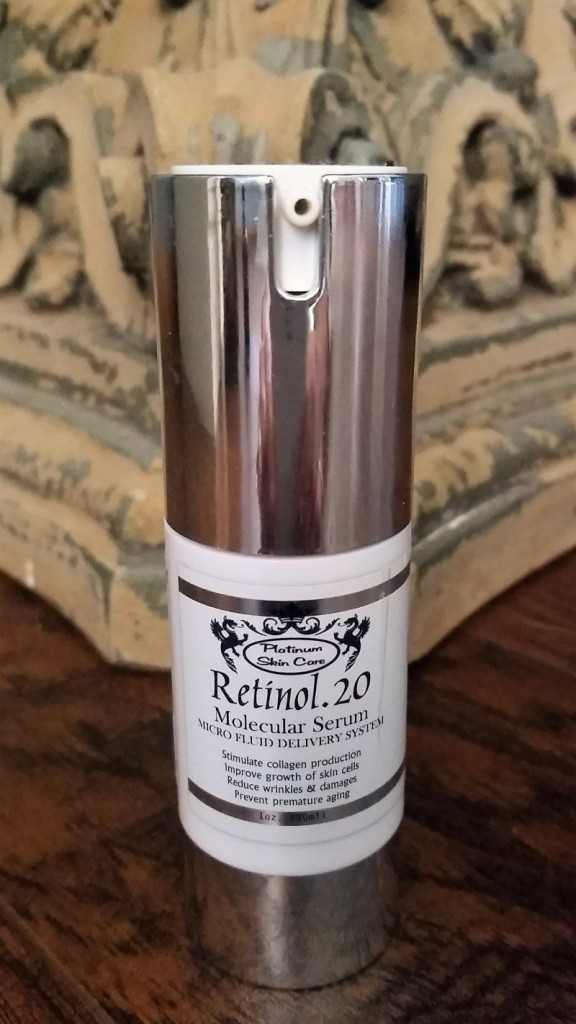 Platinum
Skin Care
Retinol.20
Molecular Serum
MICRO FLUID DELIVERY SYSTEM
Stimulate collagen production
Improve growth of skin cells
Reduce wrinkles & damages
Prevent premature aging
1oz. (30ml)